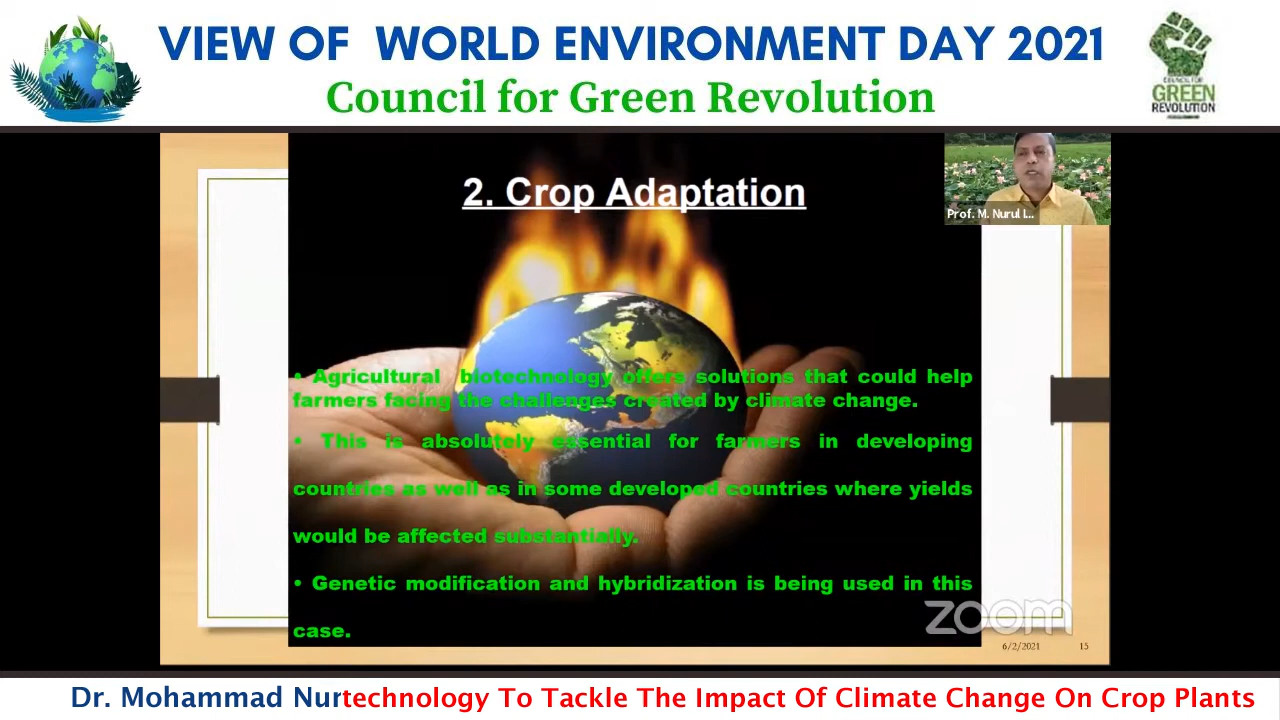 VIEW OF WORLD ENVIRONMENT DAY 2021
Council for Green Revolution
COUNCIL FOR
GREEN
REVOLUTION
2. Crop Adaptation
Prof. M. Nurul I...
• Agricultural biotechnology offers solutions that could help
farmers facing the challenges created by climate change.
• This is absolutely essential for farmers in developing
countries as well as in some developed countries where yields
would be affected substantially.
• Genetic modification and hybridization is being used in this
case.
zoom
6/2/2021 15
Dr. Mohammad Nur technology To Tackle The Impact Of Climate Change On Crop Plants